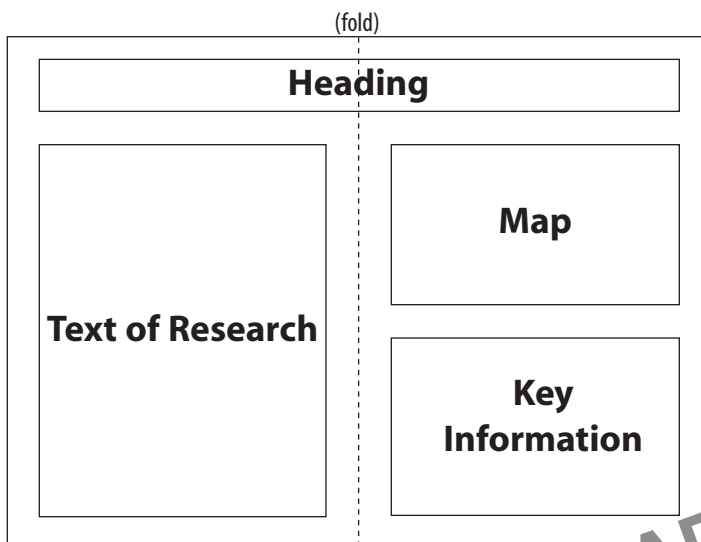 (fold)
Heading
Text of Research
Map
Key
Information